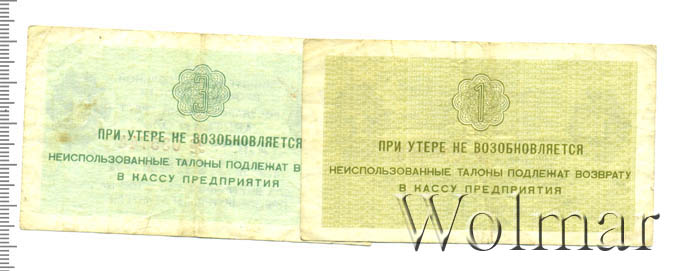 3
ПРИ УТЕРЕ НЕ ВОЗОБНОВЛЯЕТСЯ
НЕИСПОЛЬЗОВАННЫЕ ТАЛОНЫ ПОДЛЕЖАТ В
В КАССУ ПРЕДПРИЯТИЯ
1
ПРИ УТЕРЕ НЕ ВОЗОБНОВЛЯЕТСЯ
НЕИСПОЛЬЗОВАННЫЕ ТАЛОНЫ ПОДЛЕЖАТ ВОЗВРАТУ
В КАССУ ПРЕДПРИЯТИЯ
Wolmar